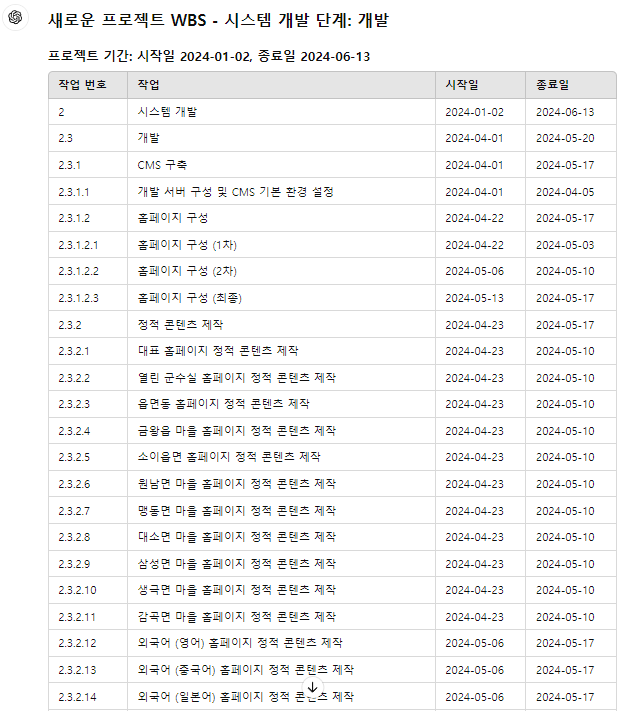 새로운 프로젝트 WBS - 시스템 개발 단계: 개발
프로젝트 기간: 시작일 2024-01-02, 종료일 2024-06-13
작업 번호 작업 시작일 종료일
2 시스템 개발 2024-01-02 2024-06-13
2.3 개발 2024-04-01 2024-05-20
2.3.1 CMS 구축 2024-04-01 2024-05-17
2.3.1.1 개발 서버 구성 및 CMS 기본 환경 설정 2024-04-01 2024-04-05
2.3.1.2 홈페이지 구성 2024-04-22 2024-05-17
2.3.1.2.1 홈페이지 구성 (1차) 2024-04-22 2024-05-03
2.3.1.2.2 홈페이지 구성 (2차) 2024-05-06 2024-05-10
2.3.1.2.3 홈페이지 구성 (최종) 2024-05-13 2024-05-17
2.3.2 정적 콘텐츠 제작 2024-04-23 2024-05-17
2.3.2.1 대표 홈페이지 정적 콘텐츠 제작 2024-04-23 2024-05-10
2.3.2.2 열린 군수실 홈페이지 정적 콘텐츠 제작 2024-04-23 2024-05-10
2.3.2.3 읍면동 홈페이지 정적 콘텐츠 제작 2024-04-23 2024-05-10
2.3.2.4 금왕읍 마을 홈페이지 정적 콘텐츠 제작 2024-04-23 2024-05-10
2.3.2.5 소이읍면 홈페이지 정적 콘텐츠 제작 2024-04-23 2024-05-10
2.3.2.6 원남면 마을 홈페이지 정적 콘텐츠 제작 2024-04-23 2024-05-10
2.3.2.7 맹동면 마을 홈페이지 정적 콘텐츠 제작 2024-04-23 2024-05-10
2.3.2.8 대소면 마을 홈페이지 정적 콘텐츠 제작 2024-04-23 2024-05-10
2.3.2.9 삼성면 마을 홈페이지 정적 콘텐츠 제작 2024-04-23 2024-05-10
2.3.2.10 생극면 마을 홈페이지 정적 콘텐츠 제작 2024-04-23 2024-05-10
2.3.2.11 감곡면 마을 홈페이지 정적 콘텐츠 제작 2024-04-23 2024-05-10
2.3.2.12 외국어 (영어) 홈페이지 정적 콘텐츠 제작 2024-05-06 2024-05-17
2.3.2.13 외국어 (중국어) 홈페이지 정적 콘텐츠 제작 2024-05-06 2024-05-17
2.3.2.14 외국어 (일본어) 홈페이지 정적 콘텐츠 제작 2024-05-06 2024-05-17